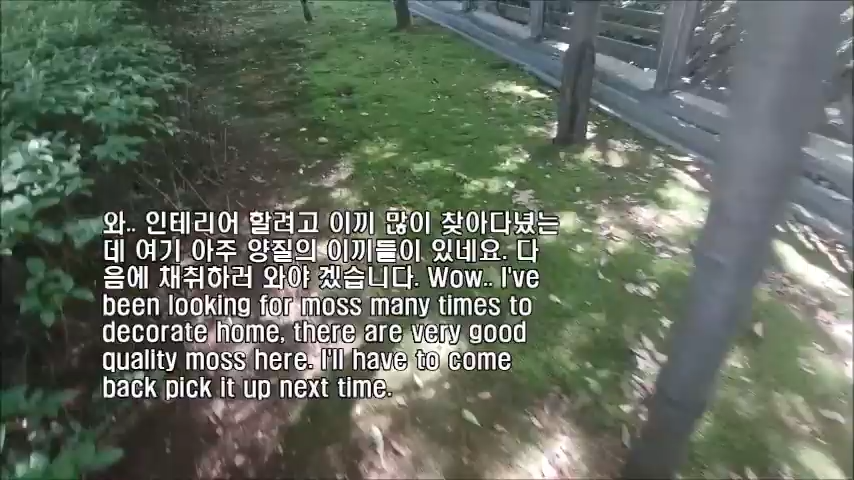 와.. 인테리어 할려고 이끼 많이 찾아다녔는
데 여기 아주 양질의 이끼들이 있네요. 다
음에 채취하러 와야 겠습니다. Wow.. I've
been looking for moss many times to
decorate home, there are very good
quality moss here. I'll have to come
back pick it up next time.